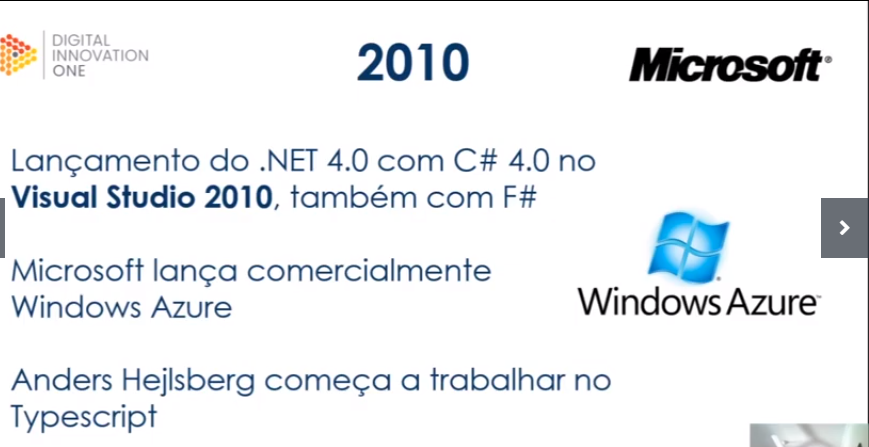 DIGITAL
INNOVATION
ONE
2010
Microsoft®
Lançamento do .NET 4.0 com C# 4.0 no
Visual Studio 2010, também com F#
Microsoft lança comercialmente
Windows Azure
Windows Azure™
Anders Hejlsberg começa a trabalhar no
Typescript